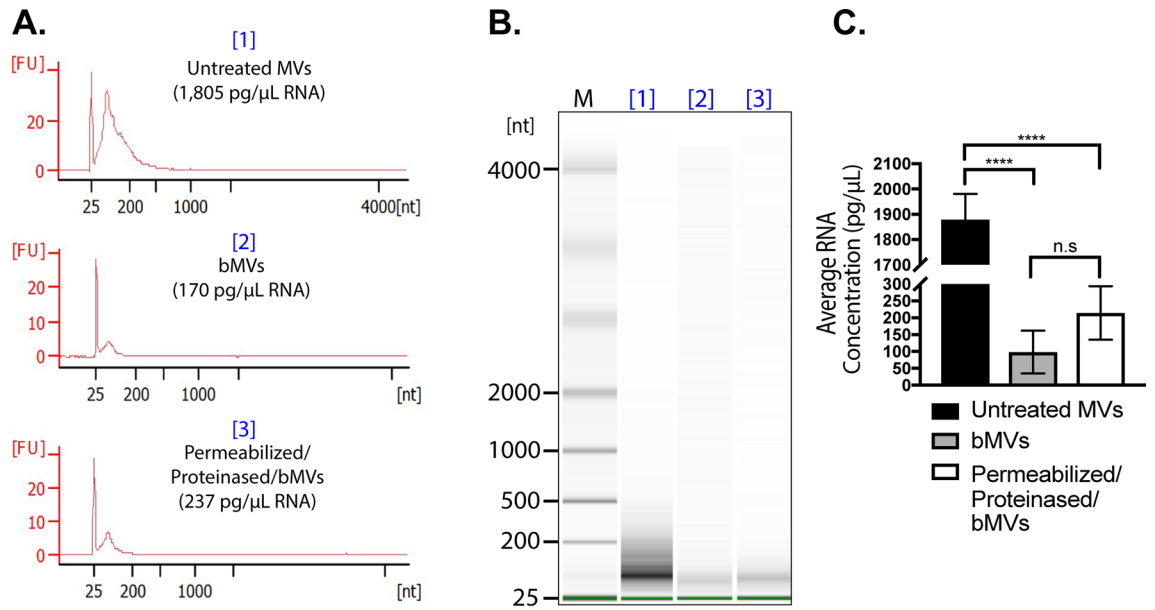 A.
[1]
Untreated MVs
(1,805 pg/µL RNA)
[FU]
20
0
25 200 1000 4000[nt]
[2]
bMVs
(170 pg/µL RNA)
[FU]
20
10
0
25 200 1000 [nt]
[3]
Permeabilized/
Proteinased/bMVs
(237 pg/µL RNA)
[FU]
20
10
0
25 200 1000 [nt]
B.
M [1] [2] [3]
[nt]
4000
2000
1000
500
200
25
C.
****
****
n.s
Average RNA
Concentration (pg/µL)
2100
2000
1900
1800
1700
300
250
200
150
100
50
0
Untreated MVs
bMVs
Permeabilized/
Proteinased/
bMVs